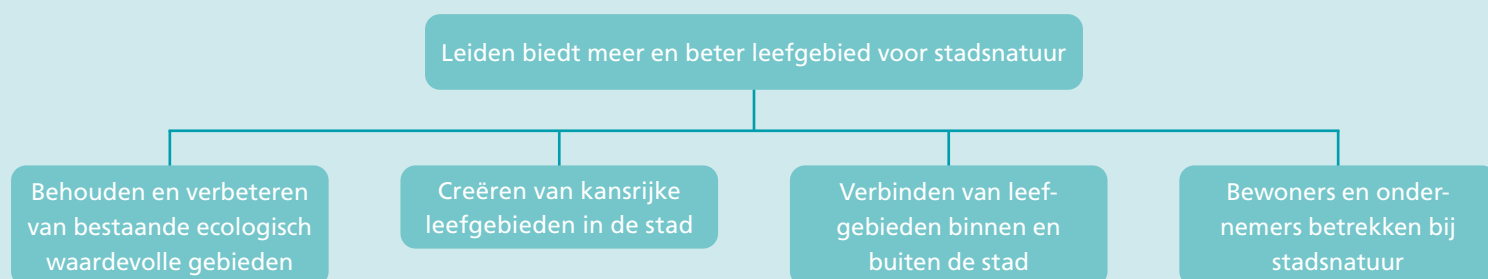 Leiden biedt meer en beter leefgebied voor stadsnatuur
Behouden en verbeteren
van bestaande ecologisch
waardevolle gebieden
Creëren van kansrijke
leefgebieden in de stad
Verbinden van leef-
gebieden binnen en
buiten de stad
Bewoners en onder-
nemers betrekken bij
stadsnatuur